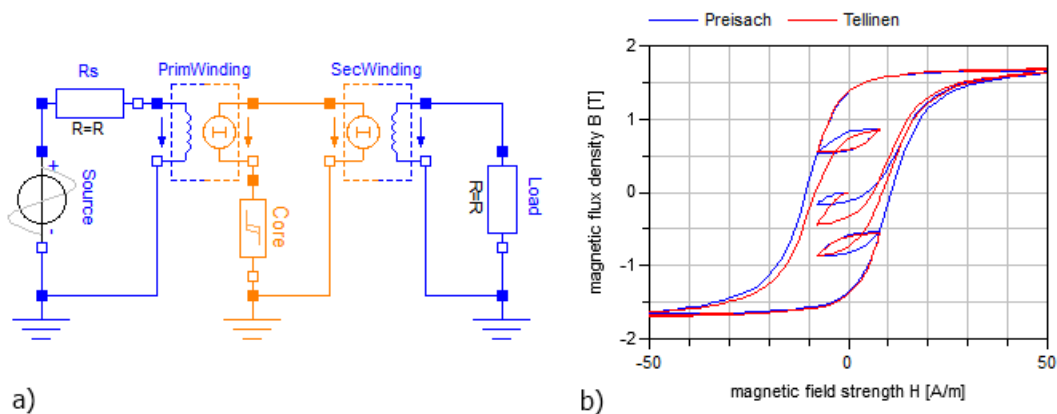 Rs
PrimWinding
SecWinding
R=R
+
Source
-
Core
R=R
Load
a)
Preisach
Tellinen
magnetic flux density B [T]
2
1
0
-1
-2
-50
0
50
magnetic field strength H [A/m]
b)